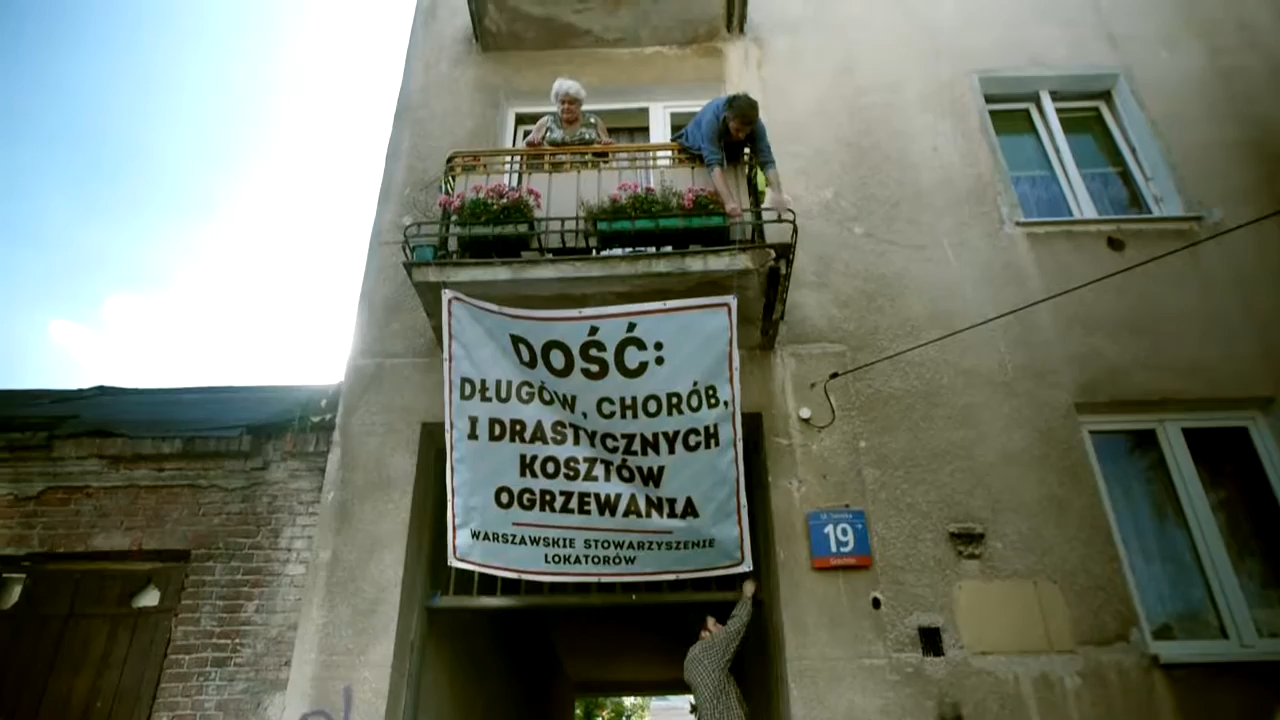 DOŚĆ:
DŁUGÓW, CHORÓB,
I DRASTYCZNYCH
KOSZTÓW
OGRZEWANIA
WARSZAWSKIE STOWARZYSZENIE
LOKATORÓW
19